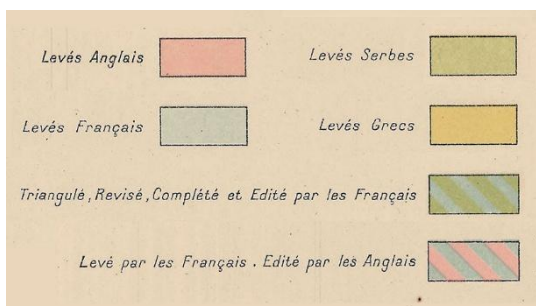 Levés Anglais
Levés Serbes
Levés Français
Levés Grecs
Triangulé, Revisé, Complété et Edité par les Français
Levé par les Français. Edité par les Anglais